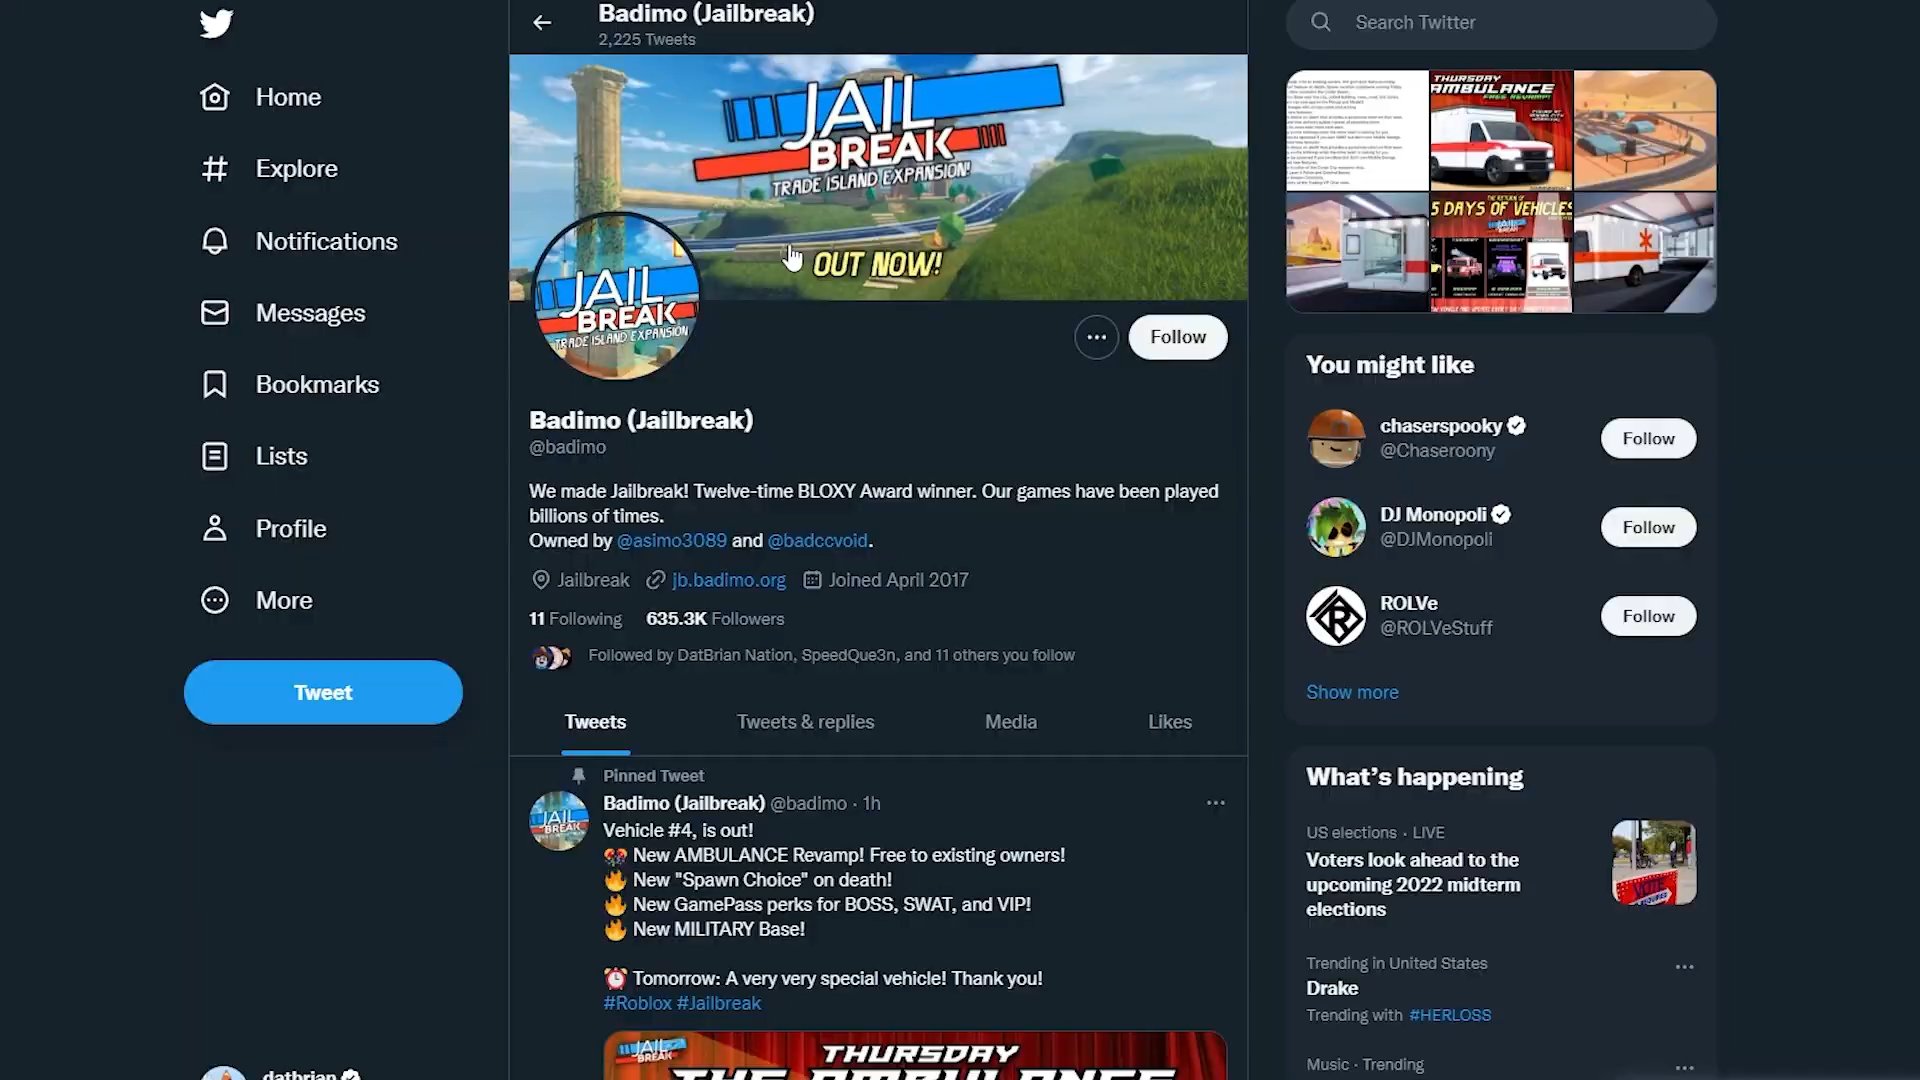 Home
Explore
Notifications
Messages
Bookmarks
Lists
Profile
More
Tweet
datbrian
Badimo (Jailbreak)
2,225 Tweets
JAIL
BREAK
TRADE ISLAND EXPANSION!
OUT NOW!
JAIL
BREAK
TRADE ISLAND EXPANSION
Follow
Badimo (Jailbreak)
@badimo
We made Jailbreak! Twelve-time BLOXY Award winner. Our games have been played
billions of times.
Owned by @asimo3089 and @badccvoid.
Jailbreak jb.badimo.org Joined April 2017
11 Following 635.3K Followers
Followed by DatBrian Nation, SpeedQue3n, and 11 others you follow
Tweets Tweets & replies Media Likes
Pinned Tweet
Badimo (Jailbreak) @badimo · 1h
Vehicle #4, is out!
New AMBULANCE Revamp! Free to existing owners!
New "Spawn Choice" on death!
New GamePass perks for BOSS, SWAT, and VIP!
New MILITARY Base!
Tomorrow: A very very special vehicle! Thank you!
#Roblox #Jailbreak
JAIL
BREAK
THURSDAY
THE AMBULANCE
Search Twitter
THURSDAY
AMBULANCE
FREE REVAMP!
5 DAYS OF VEHICLES
You might like
chaserspooky
@Chaseroony
Follow
DJ Monopoli
@DJMonopoli
Follow
ROLVe
@ROLVeStuff
Follow
Show more
What's happening
US elections · LIVE
Voters look ahead to the
upcoming 2022 midterm
elections
VOTE
Trending in United States
Drake
Trending with #HERLOSS
Music · Trending